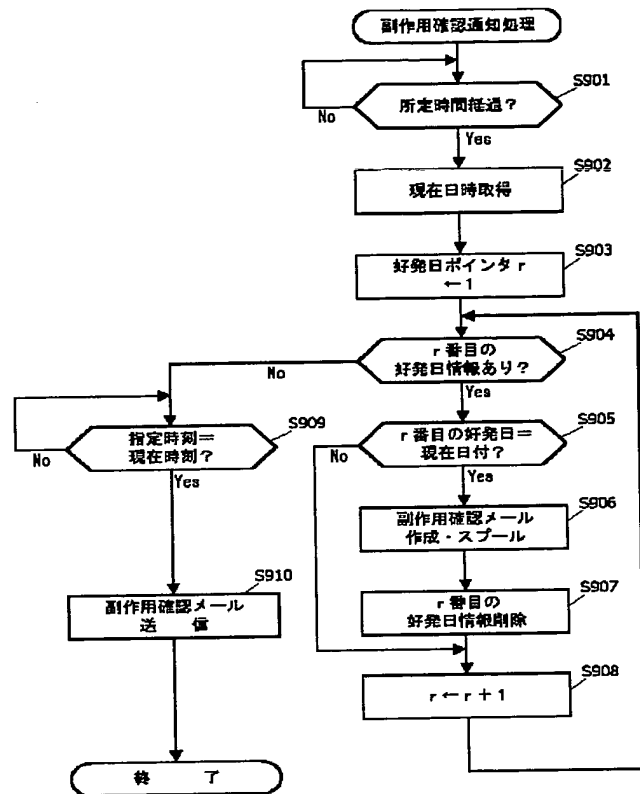 副作用確認通知処理
S901
所定時間経過?
No
Yes
S902
現在日時取得
S903
好発日ポインタ r
←1
S904
r 番目の
好発日情報あり?
No
Yes
S909
指定時刻=
現在時刻?
No
Yes
S905
r 番目の好発日=
現在日付?
No
Yes
S906
副作用確認メール
作成・スプール
S910
副作用確認メール
送 信
S907
r 番目の
好発日情報削除
S908
r ← r + 1
終 了